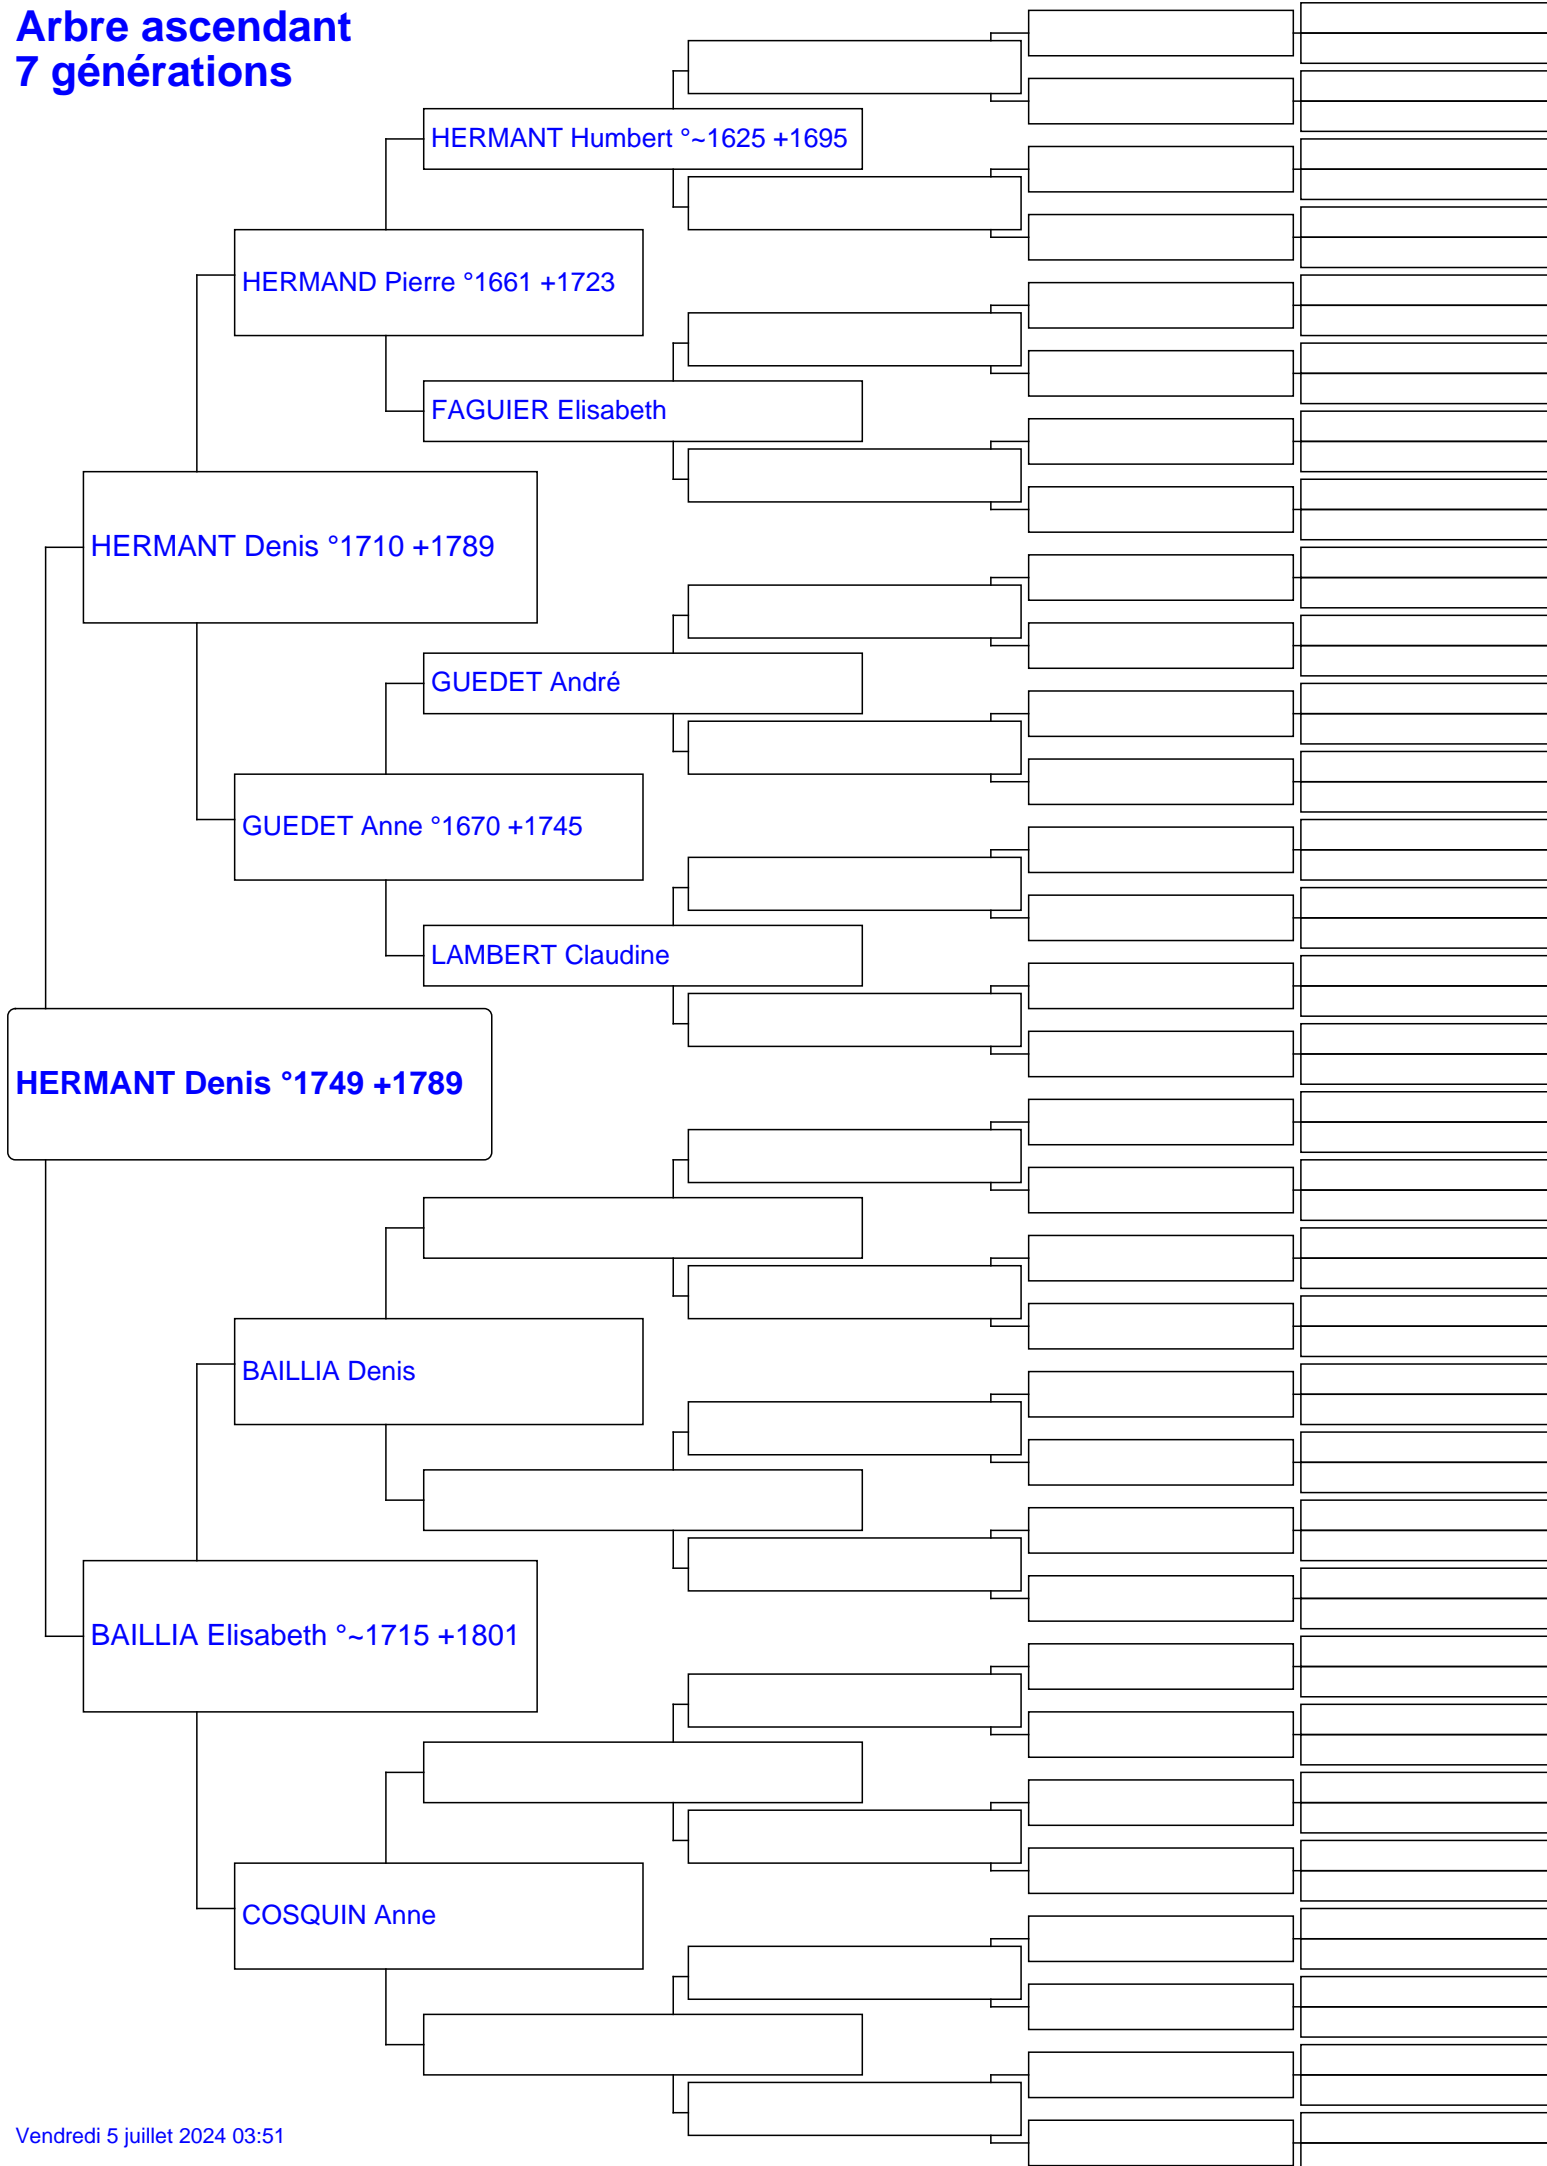 Arbre ascendant
7 générations
HERMANT Humbert °~1625 +1695
HERMAND Pierre °1661 +1723
FAGUIER Elisabeth
HERMANT Denis °1710 +1789
GUEDET André
GUEDET Anne °1670 +1745
LAMBERT Claudine
HERMANT Denis °1749 +1789
BAILLIA Denis
BAILLIA Elisabeth °~1715 +1801
COSQUIN Anne
Vendredi 5 juillet 2024 03:51